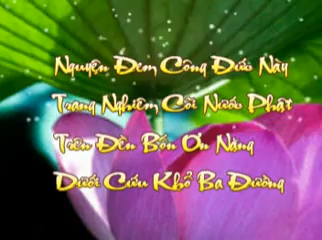 Nguyện Đem Công Đức Này
Trang Nghiêm Cõi Nước Phật
Trên Đền Bốn Ơn Nặng
Dưới Cứu Khổ Ba Đường